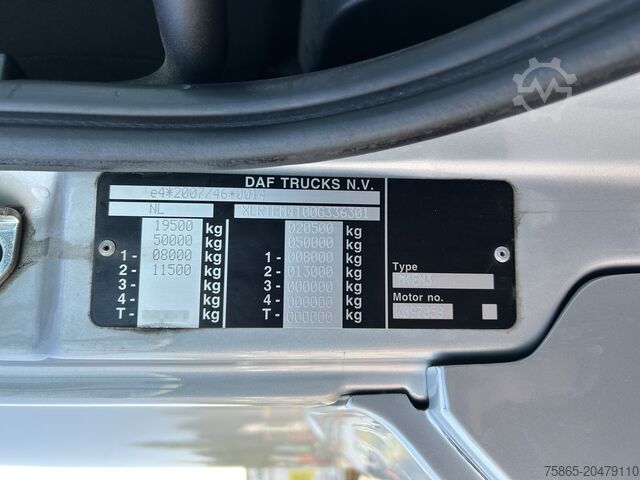 DAF TRUCKS N.V.
e4*2007/46*0014
NL
19500 kg 020500 kg
50000 kg 050000 kg
1- 08000 kg 1- 008000 kg
2- 11500 kg 2- 013000 kg
3- kg 3- 000000 kg
4- kg 4- 000000 kg
T- kg T- 000000 kg
Type
Motor no.
75865-20479110